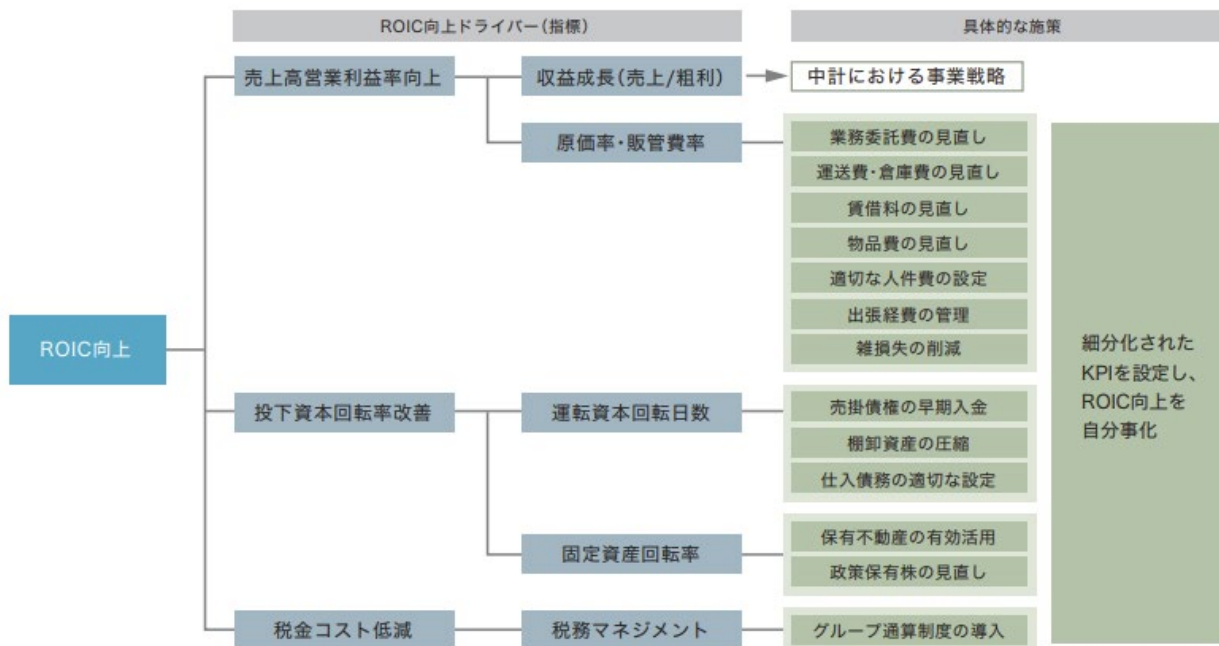 ROIC向上ドライバー(指標)
具体的な施策
ROIC向上
売上高営業利益率向上
収益成長(売上/粗利)
中計における事業戦略
原価率・販管費率
業務委託費の見直し
運送費・倉庫費の見直し
賃借料の見直し
物品費の見直し
適切な人件費の設定
出張経費の管理
雑損失の削減
投下資本回転率改善
運転資本回転日数
売掛債権の早期入金
棚卸資産の圧縮
仕入債務の適切な設定
固定資産回転率
保有不動産の有効活用
政策保有株の見直し
税金コスト低減
税務マネジメント
グループ通算制度の導入
細分化された
KPIを設定し、
ROIC向上を
自分事化